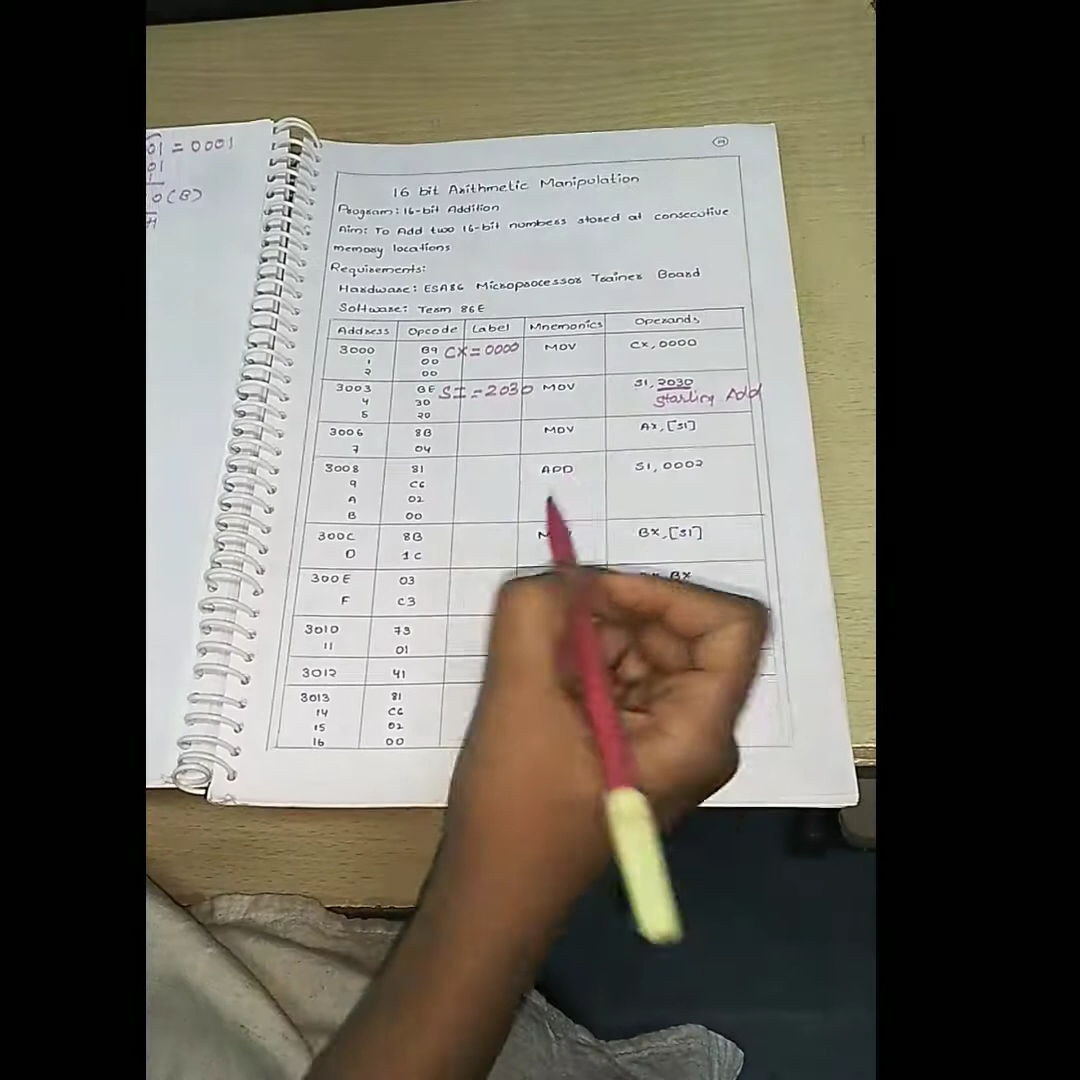 01 = 0001
01
0(B)
16 bit Arithmetic Manipulation
Program: 16-bit Addition
Aim: To Add two 16-bit numbers stored at consecutive
memory locations
Requirements:
Hardware: ESA86 Microprocessor Trainer Board
Software: Term 86E
Address Opcode Label Mnemonics Operands
3000 B9 CX = 0000 MOV CX, 0000
1 00
2 00
3003 BE SI = 2030 MOV SI, 2030
4 30 Starting Add
5 20
3006 8B MOV AX, [SI]
7 04
3008 81 ADD SI, 0002
9 C6
A 02
B 00
300C 8B BX, [SI]
D 1C
300E 03 BX
F C3
3010 73
11 01
3012 41
3013 81
14 C6
15 02
16 00